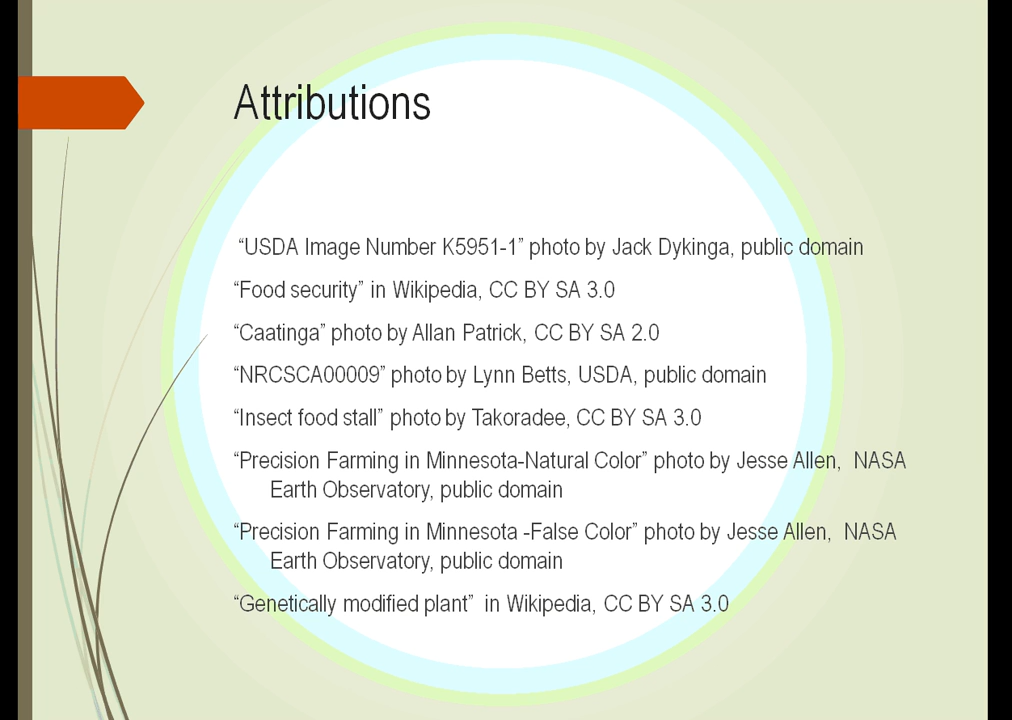 Attributions
“USDA Image Number K5951-1” photo by Jack Dykinga, public domain
“Food security” in Wikipedia, CC BY SA 3.0
“Caatinga” photo by Allan Patrick, CC BY SA 2.0
“NRCSCA00009” photo by Lynn Betts, USDA, public domain
“Insect food stall” photo by Takoradee, CC BY SA 3.0
“Precision Farming in Minnesota-Natural Color” photo by Jesse Allen,  NASA
Earth Observatory, public domain
“Precision Farming in Minnesota -False Color” photo by Jesse Allen,  NASA
Earth Observatory, public domain
“Genetically modified plant”  in Wikipedia, CC BY SA 3.0